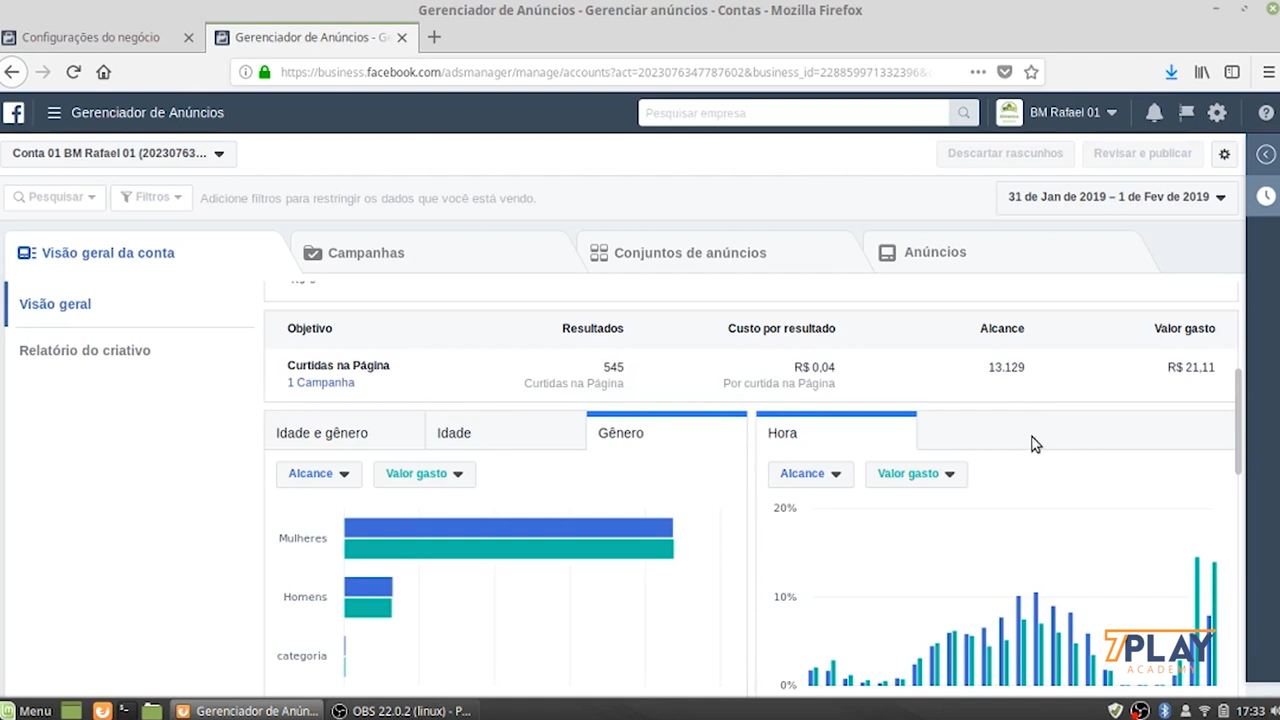 Gerenciador de Anúncios - Gerenciar anúncios - Contas - Mozilla Firefox
Configurações do negócio
Gerenciador de Anúncios - G
https://business.facebook.com/adsmanager/manage/accounts?act=2023076347787602&business_id=228859971332396&
Gerenciador de Anúncios
Pesquisar empresa
BM Rafael 01
Conta 01 BM Rafael 01 (20230763...
Descartar rascunhos
Revisar e publicar
Pesquisar
Filtros
Adicione filtros para restringir os dados que você está vendo.
31 de Jan de 2019 – 1 de Fev de 2019
Visão geral da conta
Campanhas
Conjuntos de anúncios
Anúncios
Visão geral
Relatório do criativo
Objetivo Resultados Custo por resultado Alcance Valor gasto
Curtidas na Página 545 R$ 0,04 13.129 R$ 21,11
1 Campanha Curtidas na Página Por curtida na Página
Idade e gênero Idade Gênero Hora
Alcance Valor gasto Alcance Valor gasto
20%
Mulheres
Homens 10%
categoria
0%
7PLAY
ACADEMY
Menu
Gerenciador de Anún...
OBS 22.0.2 (linux) - P...
17:33